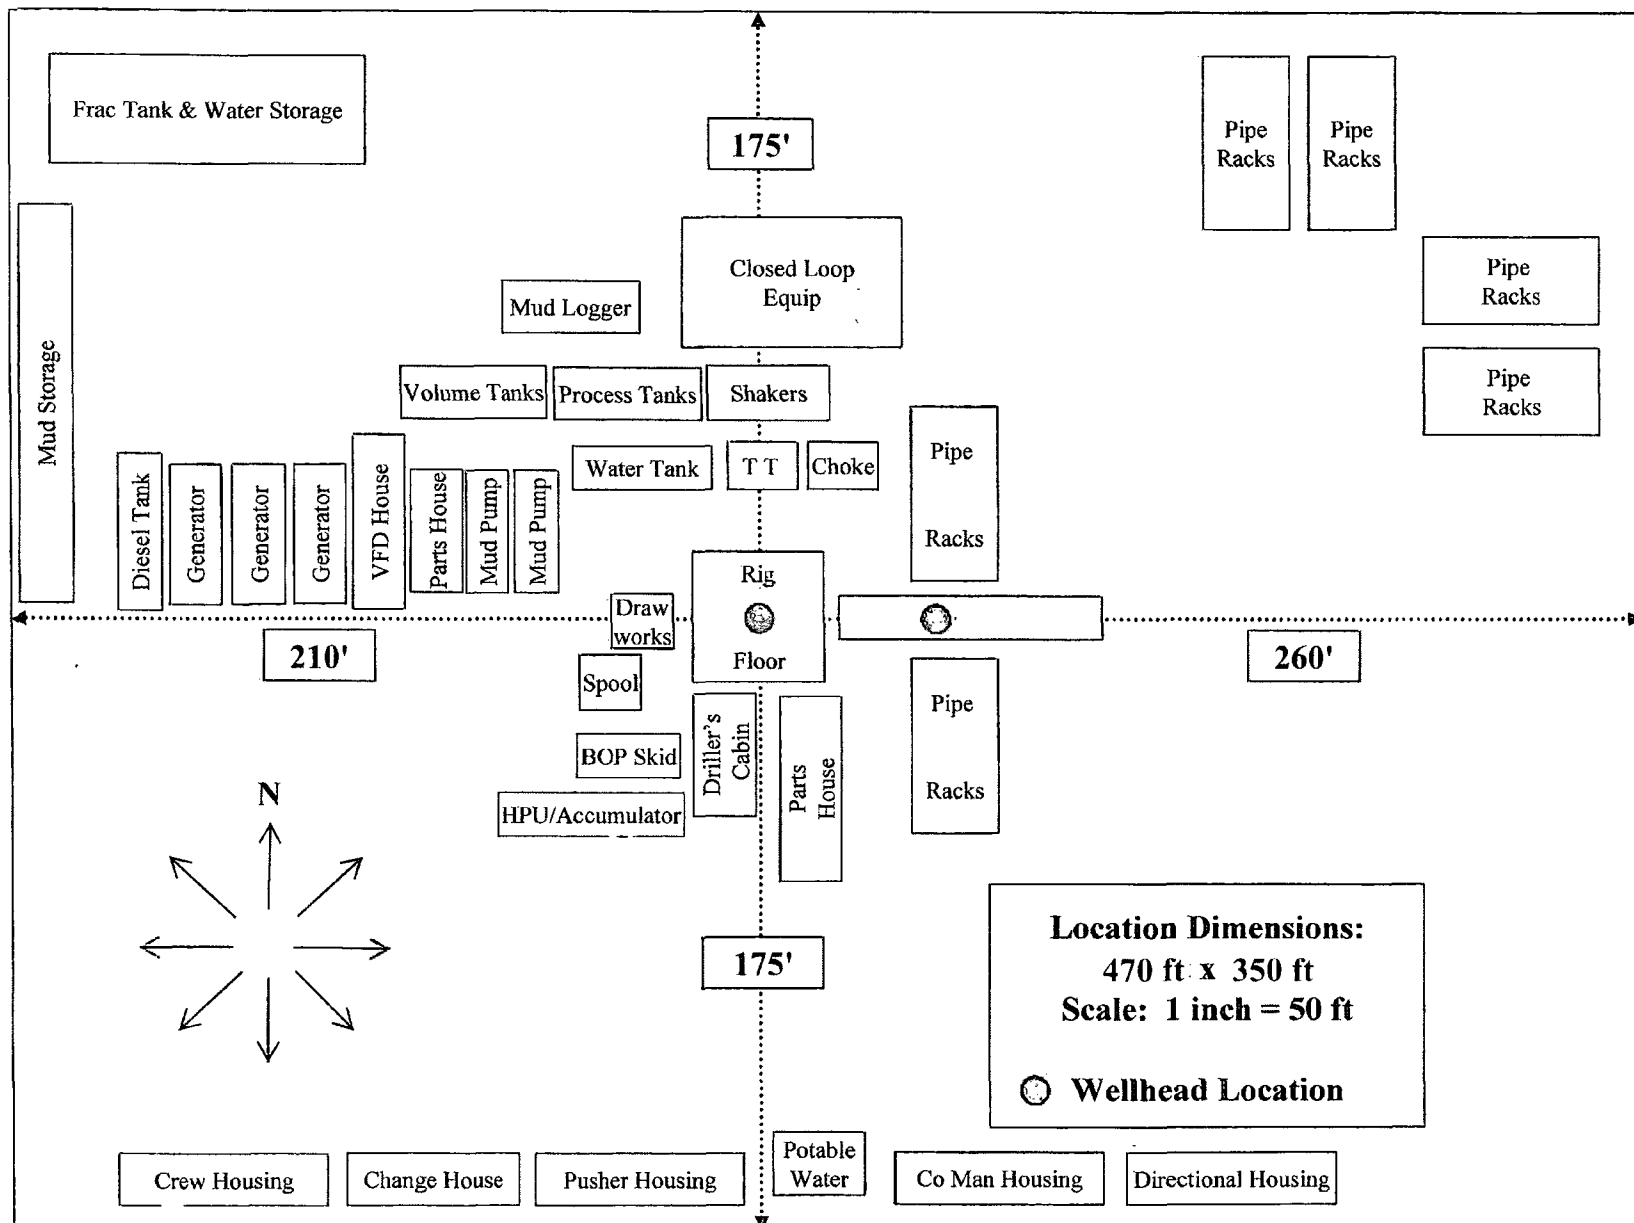 Frac Tank & Water Storage
175'
Pipe
Racks
Pipe
Racks
Mud Storage
Mud Logger
Closed Loop
Equip
Pipe
Racks
Pipe
Racks
Volume Tanks
Process Tanks
Shakers
Water Tank
T T
Choke
Pipe
Racks
Diesel Tank
Generator
Generator
Generator
VFD House
Parts House
Mud Pump
Mud Pump
Rig
Floor
Draw
works
210'
260'
Spool
BOP Skid
HPU/Accumulator
Driller's
Cabin
Parts
House
Pipe
Racks
N
175'
Location Dimensions:
470 ft x 350 ft
Scale: 1 inch = 50 ft
Wellhead Location
Crew Housing
Change House
Pusher Housing
Potable
Water
Co Man Housing
Directional Housing